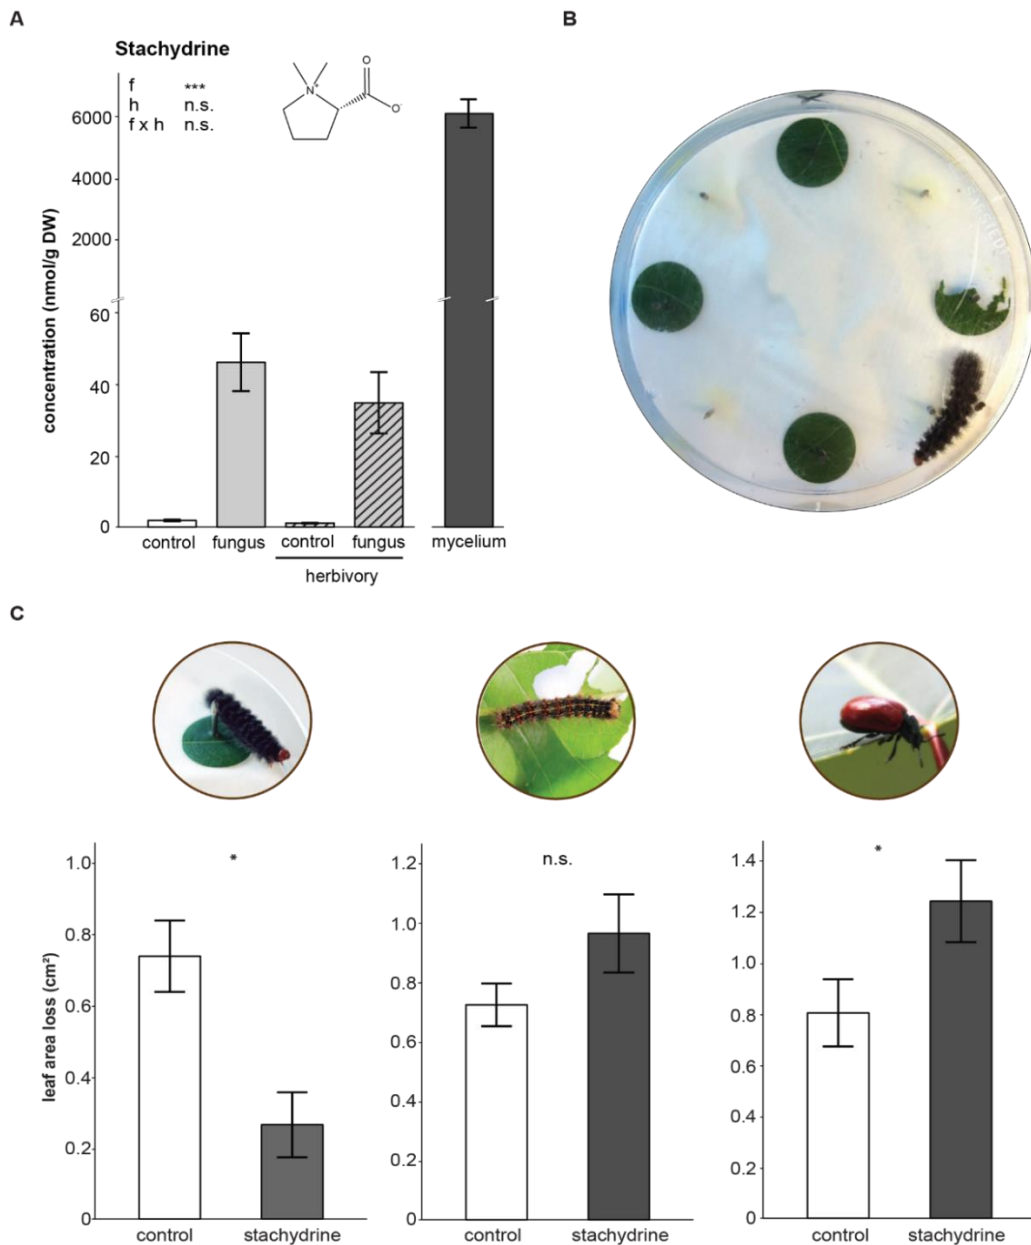 A
Stachydrine
f ***
h n.s.
f x h n.s.
N+
O
O-
concentration (nmol/g DW)
6000
4000
2000
60
40
20
0
control fungus control fungus mycelium
herbivory
B
SARSTEDT
C
leaf area loss (cm²)
*
1.0
0.8
0.6
0.4
0.2
0
control stachydrine
n.s.
1.2
1.0
0.8
0.6
0.4
0.2
0
control stachydrine
*
1.4
1.2
1.0
0.8
0.6
0.4
0.2
0
control stachydrine